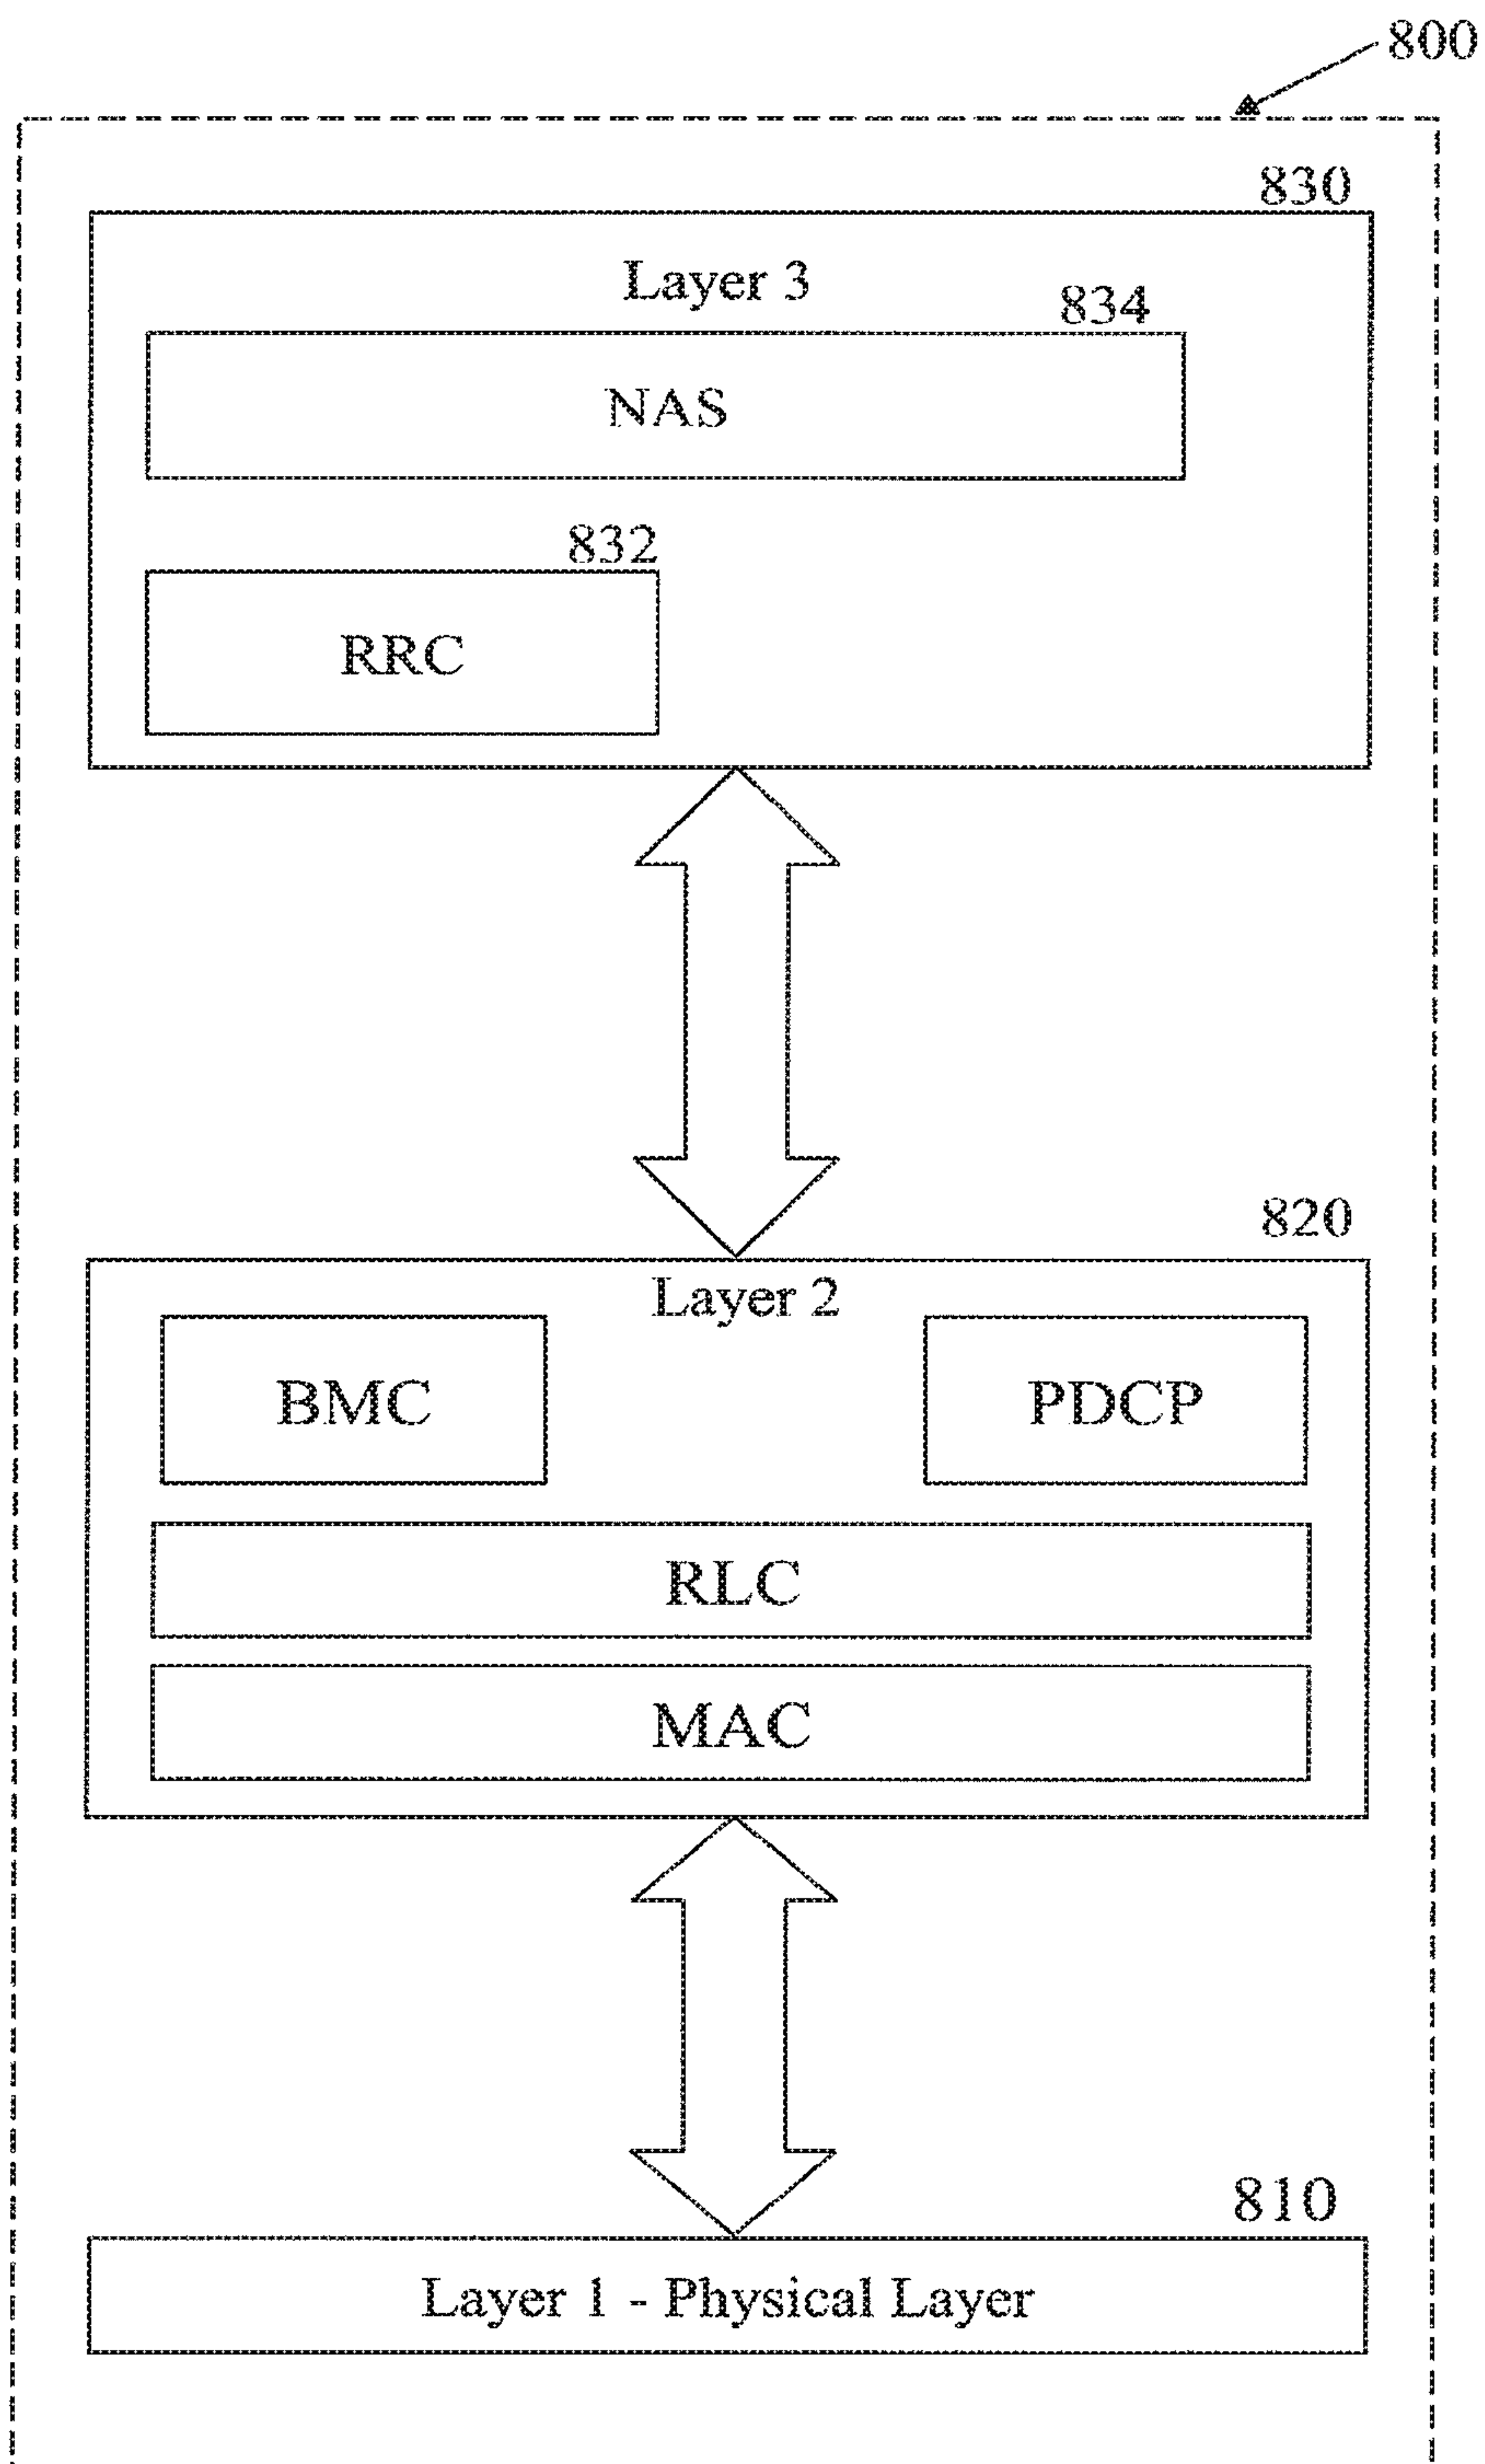 800
830
Layer 3
834
NAS
832
RRC
820
Layer 2
BMC
PDCP
RLC
MAC
810
Layer 1 - Physical Layer